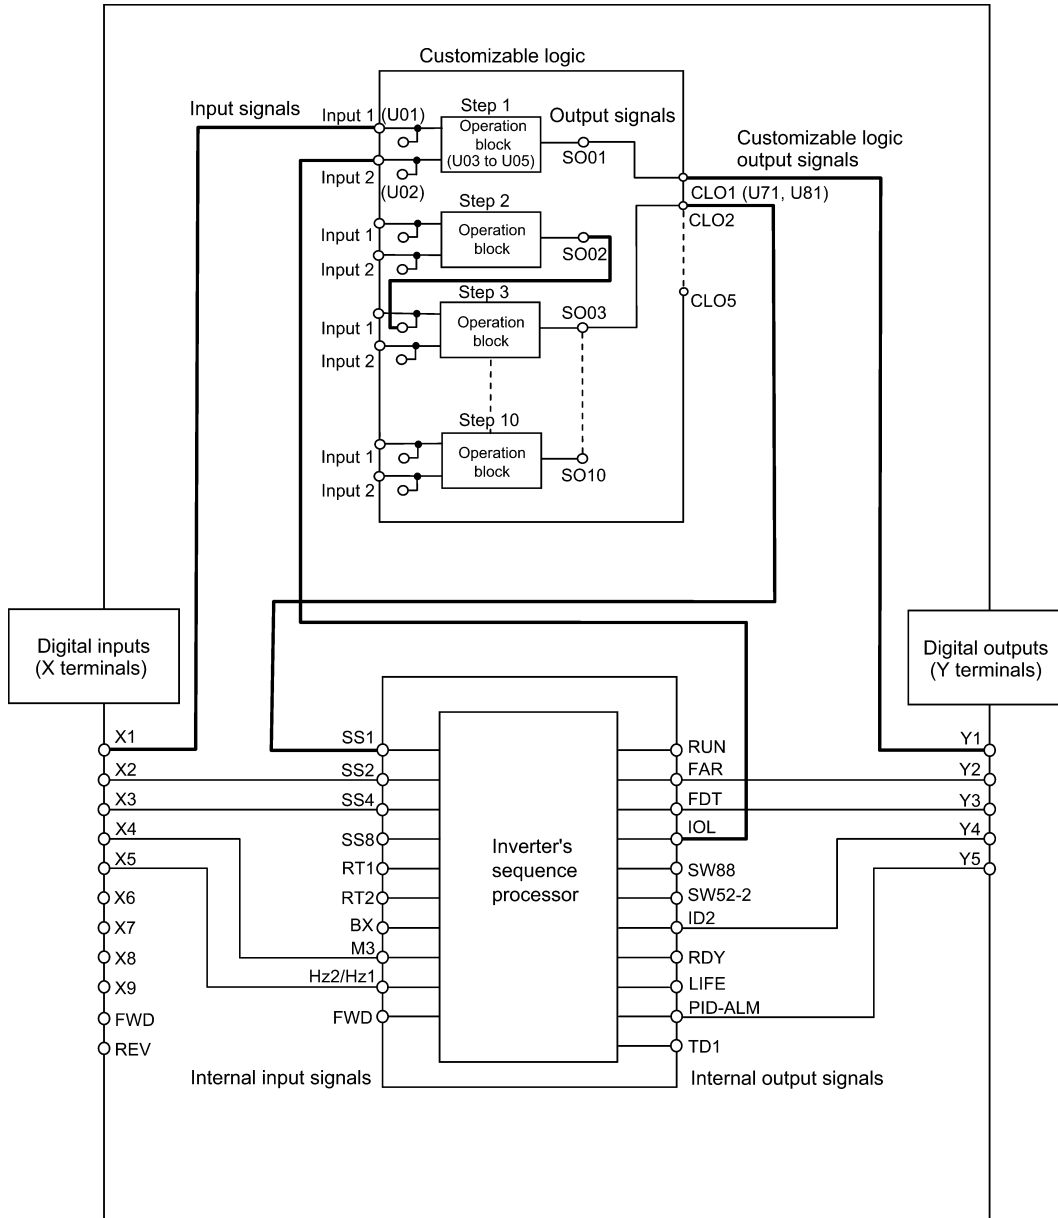 Customizable logic
Input signals
Input 1 (U01)
Step 1
Output signals
Operation
block
(U03 to U05)
SO01
Customizable logic
output signals
Input 2
(U02)
CLO1 (U71, U81)
Step 2
CLO2
Input 1
Operation
block
SO02
Input 2
Step 3
CLO5
Input 1
Operation
block
SO03
Input 2
Step 10
Input 1
Operation
block
SO10
Input 2
Digital inputs
(X terminals)
Digital outputs
(Y terminals)
X1
X2
X3
X4
X5
X6
X7
X8
X9
FWD
REV
SS1
SS2
SS4
SS8
RT1
RT2
BX
M3
Hz2/Hz1
FWD
Inverter's
sequence
processor
RUN
FAR
FDT
IOL
SW88
SW52-2
ID2
RDY
LIFE
PID-ALM
TD1
Y1
Y2
Y3
Y4
Y5
Internal input signals
Internal output signals